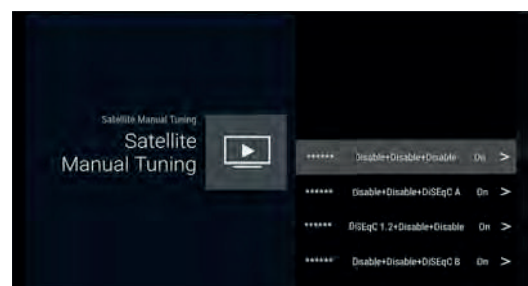 Satellite Manual Tuning
Satellite
Manual Tuning
****** Disable+Disable+Disable On >
****** Disable+Disable+DiSEqC A On >
****** DiSEqC 1.2+Disable+Disable On >
****** Disable+Disable+DiSEqC B On >